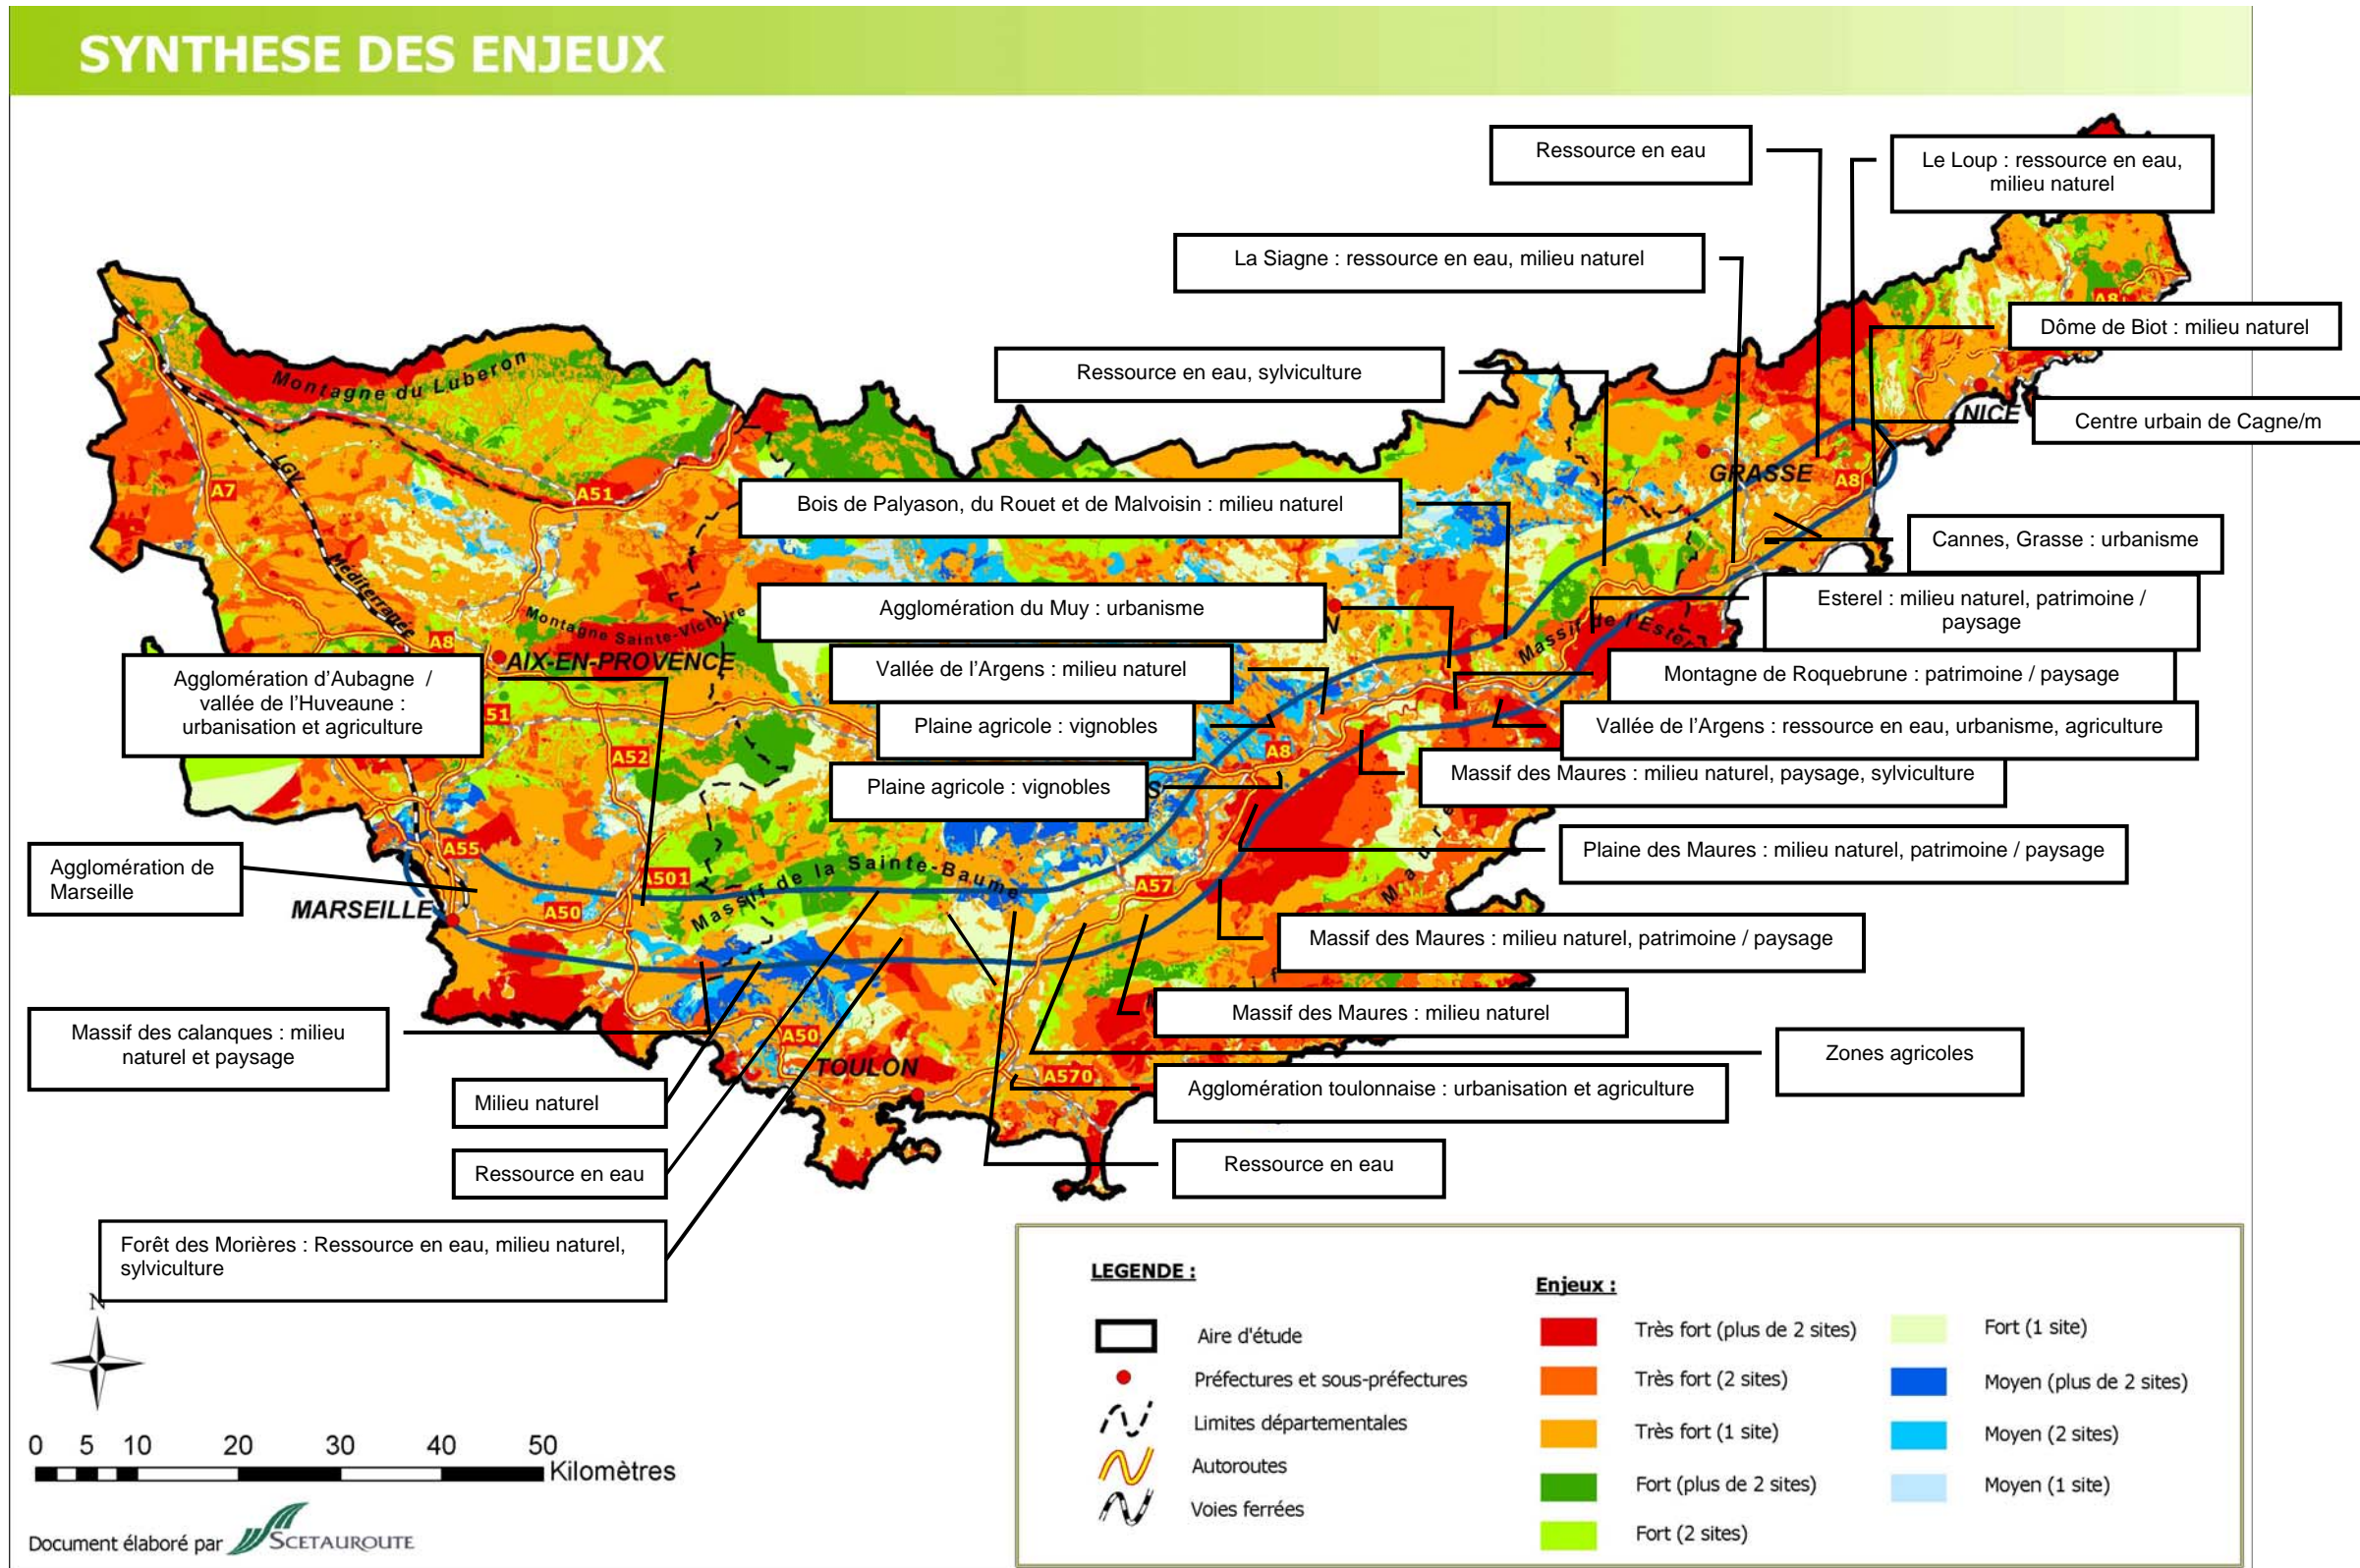 SYNTHESE DES ENJEUX
Ressource en eau
Le Loup : ressource en eau,
milieu naturel
La Siagne : ressource en eau, milieu naturel
Dôme de Biot : milieu naturel
Ressource en eau, sylviculture
Centre urbain de Cagne/m
Bois de Palyason, du Rouet et de Malvoisin : milieu naturel
Cannes, Grasse : urbanisme
Agglomération du Muy : urbanisme
Esterel : milieu naturel, patrimoine /
paysage
Vallée de l'Argens : milieu naturel
Montagne de Roquebrune : patrimoine / paysage
Agglomération d'Aubagne /
vallée de l'Huveaune :
urbanisation et agriculture
Plaine agricole : vignobles
Vallée de l'Argens : ressource en eau, urbanisme, agriculture
Plaine agricole : vignobles
Massif des Maures : milieu naturel, paysage, sylviculture
Plaine des Maures : milieu naturel, patrimoine / paysage
Agglomération de
Marseille
Massif des Maures : milieu naturel, patrimoine / paysage
Massif des Maures : milieu naturel
Massif des calanques : milieu
naturel et paysage
Zones agricoles
Milieu naturel
Agglomération toulonnaise : urbanisation et agriculture
Ressource en eau
Ressource en eau
Forêt des Morières : Ressource en eau, milieu naturel,
sylviculture
Montagne du Luberon
LGV
Méditerranée
A7
A51
A8
Montagne Sainte-Victoire
AIX-EN-PROVENCE
51
A52
A55
A501
A50
MARSEILLE
Massif de la Sainte-Baume
A50
TOULON
A570
A57
A8
Massif de l'Ester
GRASSE
A8
NICE
A8
N
0 5 10 20 30 40 50
Kilomètres
Document élaboré par SCETAUROUTE
LEGENDE :
Aire d'étude
Préfectures et sous-préfectures
Limites départementales
Autoroutes
Voies ferrées
Enjeux :
Très fort (plus de 2 sites)
Très fort (2 sites)
Très fort (1 site)
Fort (plus de 2 sites)
Fort (2 sites)
Fort (1 site)
Moyen (plus de 2 sites)
Moyen (2 sites)
Moyen (1 site)